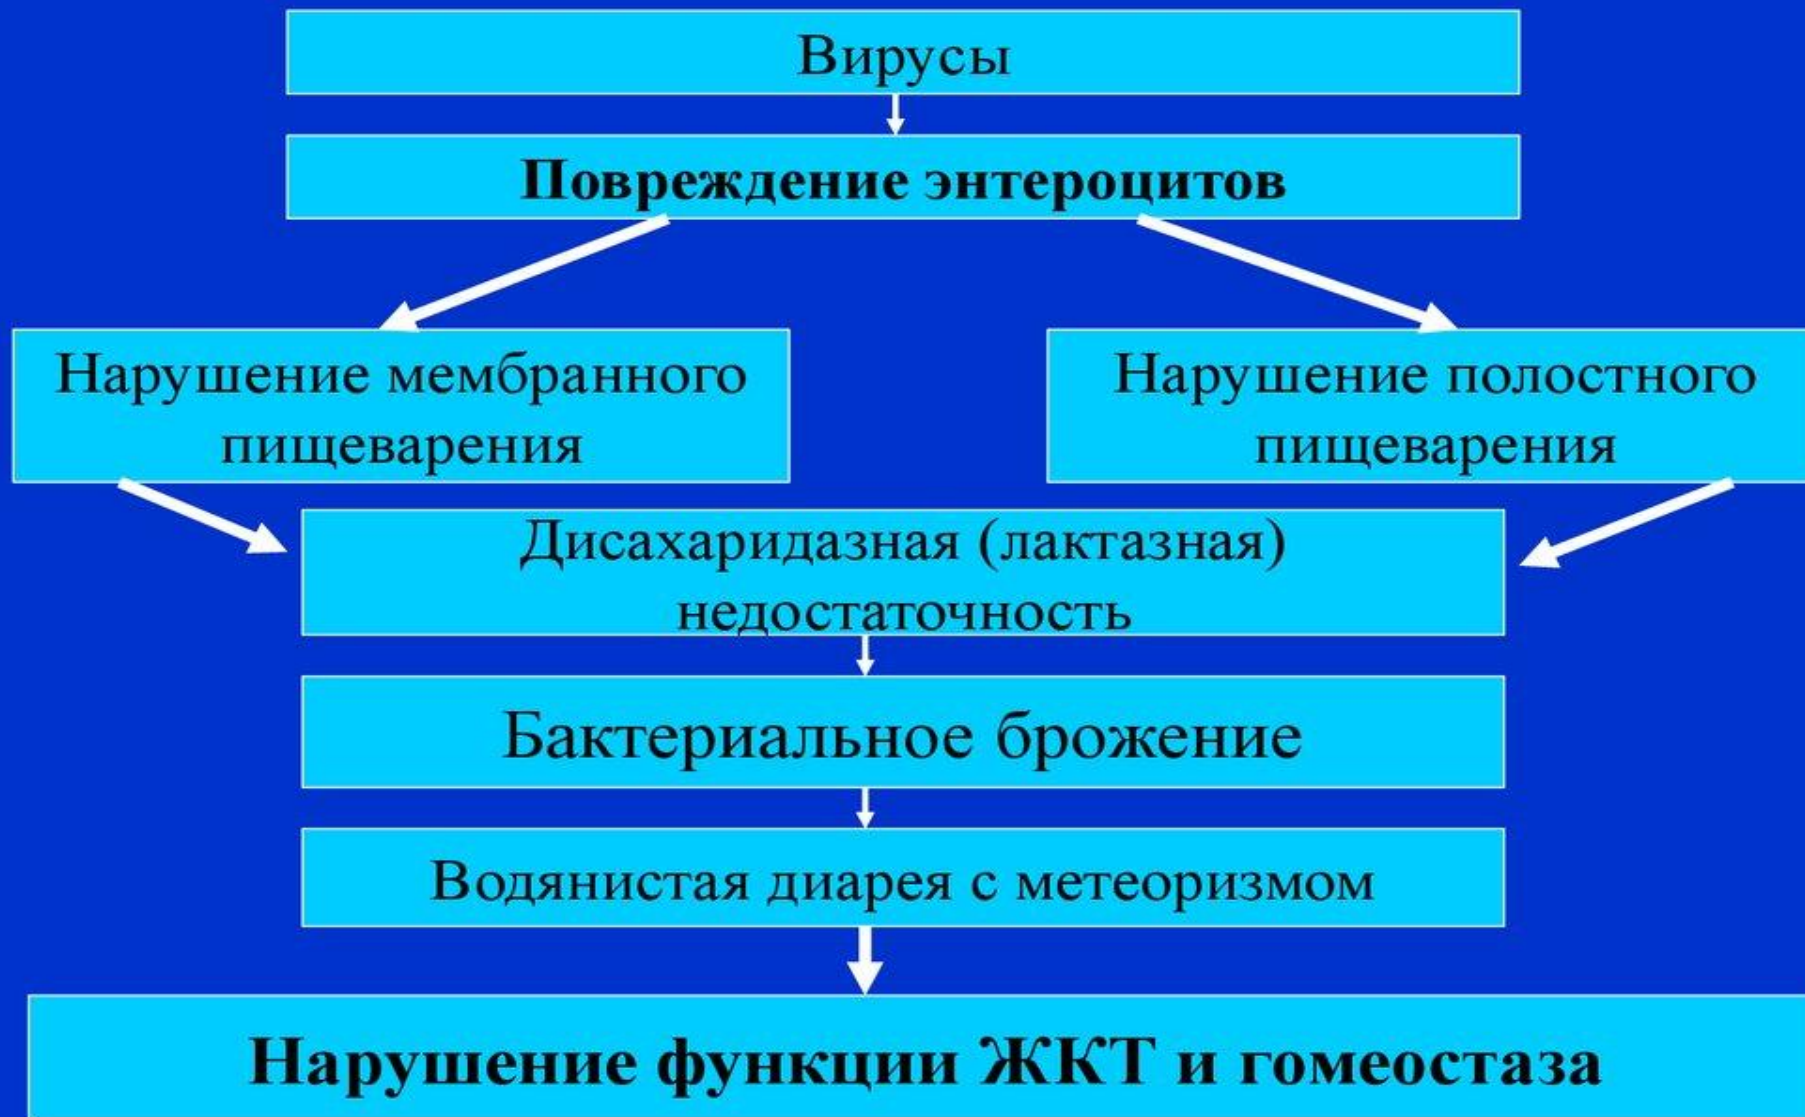 Вирусы
Повреждение энтероцитов
Нарушение мембранного
пищеварения
Нарушение полостного
пищеварения
Дисахаридазная (лактазная)
недостаточность
Бактериальное брожение
Водянистая диарея с метеоризмом
Нарушение функции ЖКТ и гомеостаза